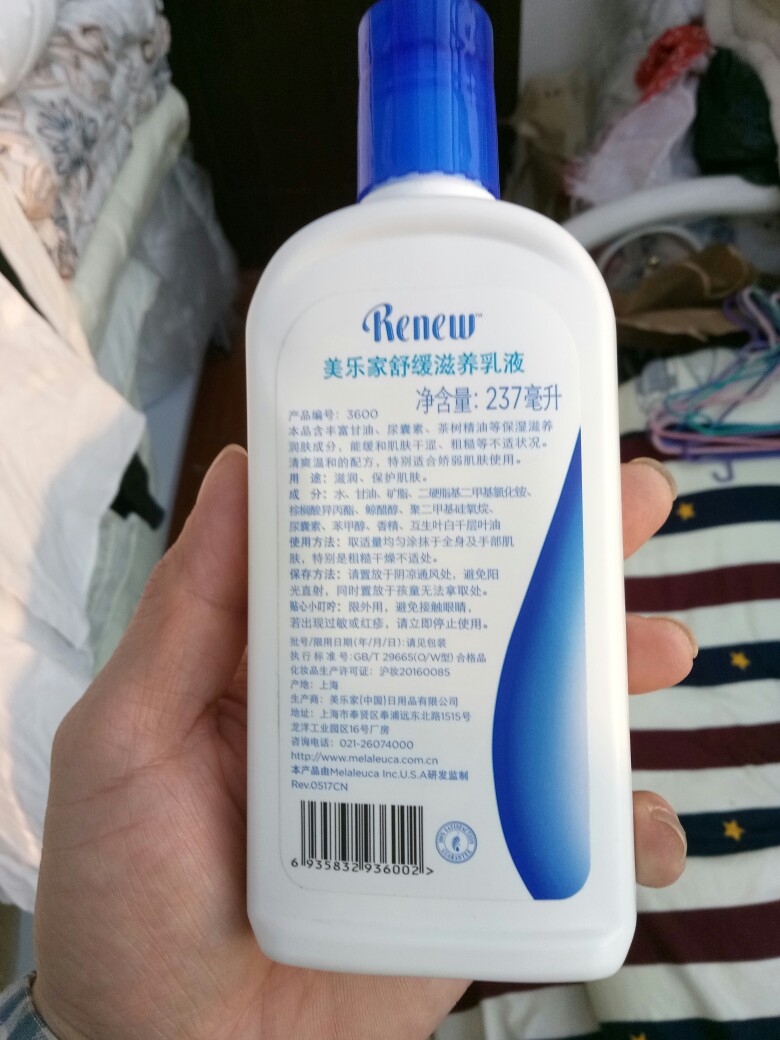 Renew™
美乐家舒缓滋养乳液
净含量: 237毫升
产品编号: 3600
本品含丰富甘油、尿囊素、茶树精油等保湿滋养
润肤成分，能缓和肌肤干涩、粗糙等不适状况。
清爽温和的配方，特别适合娇弱肌肤使用。
用 途: 滋润、保护肌肤。
成 分: 水、甘油、矿脂、二硬脂基二甲基氯化铵、
棕榈酸异丙酯、鲸醋醇、聚二甲基硅氧烷、
尿囊素、苯甲醇、香精、互生叶白千层叶油
使用方法: 取适量均匀涂抹于全身及手部肌
肤，特别是粗糙干燥不适处。
保存方法: 请置放于阴凉通风处，避免阳
光直射，同时置放于孩童无法拿取处。
贴心小叮咛: 限外用，避免接触眼睛，
若出现过敏或红疹，请立即停止使用。
批号/限用日期(年/月/日): 请见包装
执行标准号: GB/T 29665(O/W型) 合格品
化妆品生产许可证: 沪妆20160085
产地: 上海
生产商: 美乐家(中国)日用品有限公司
地址: 上海市奉贤区奉浦远东北路1515号
龙洋工业园区16号厂房
咨询电话: 021-26074000
http://www.melaleuca.com.cn
本产品由Melaleuca Inc.U.S.A研发监制
Rev.0517CN
100% SATISFACTION GUARANTEE
6 935832 936002 >